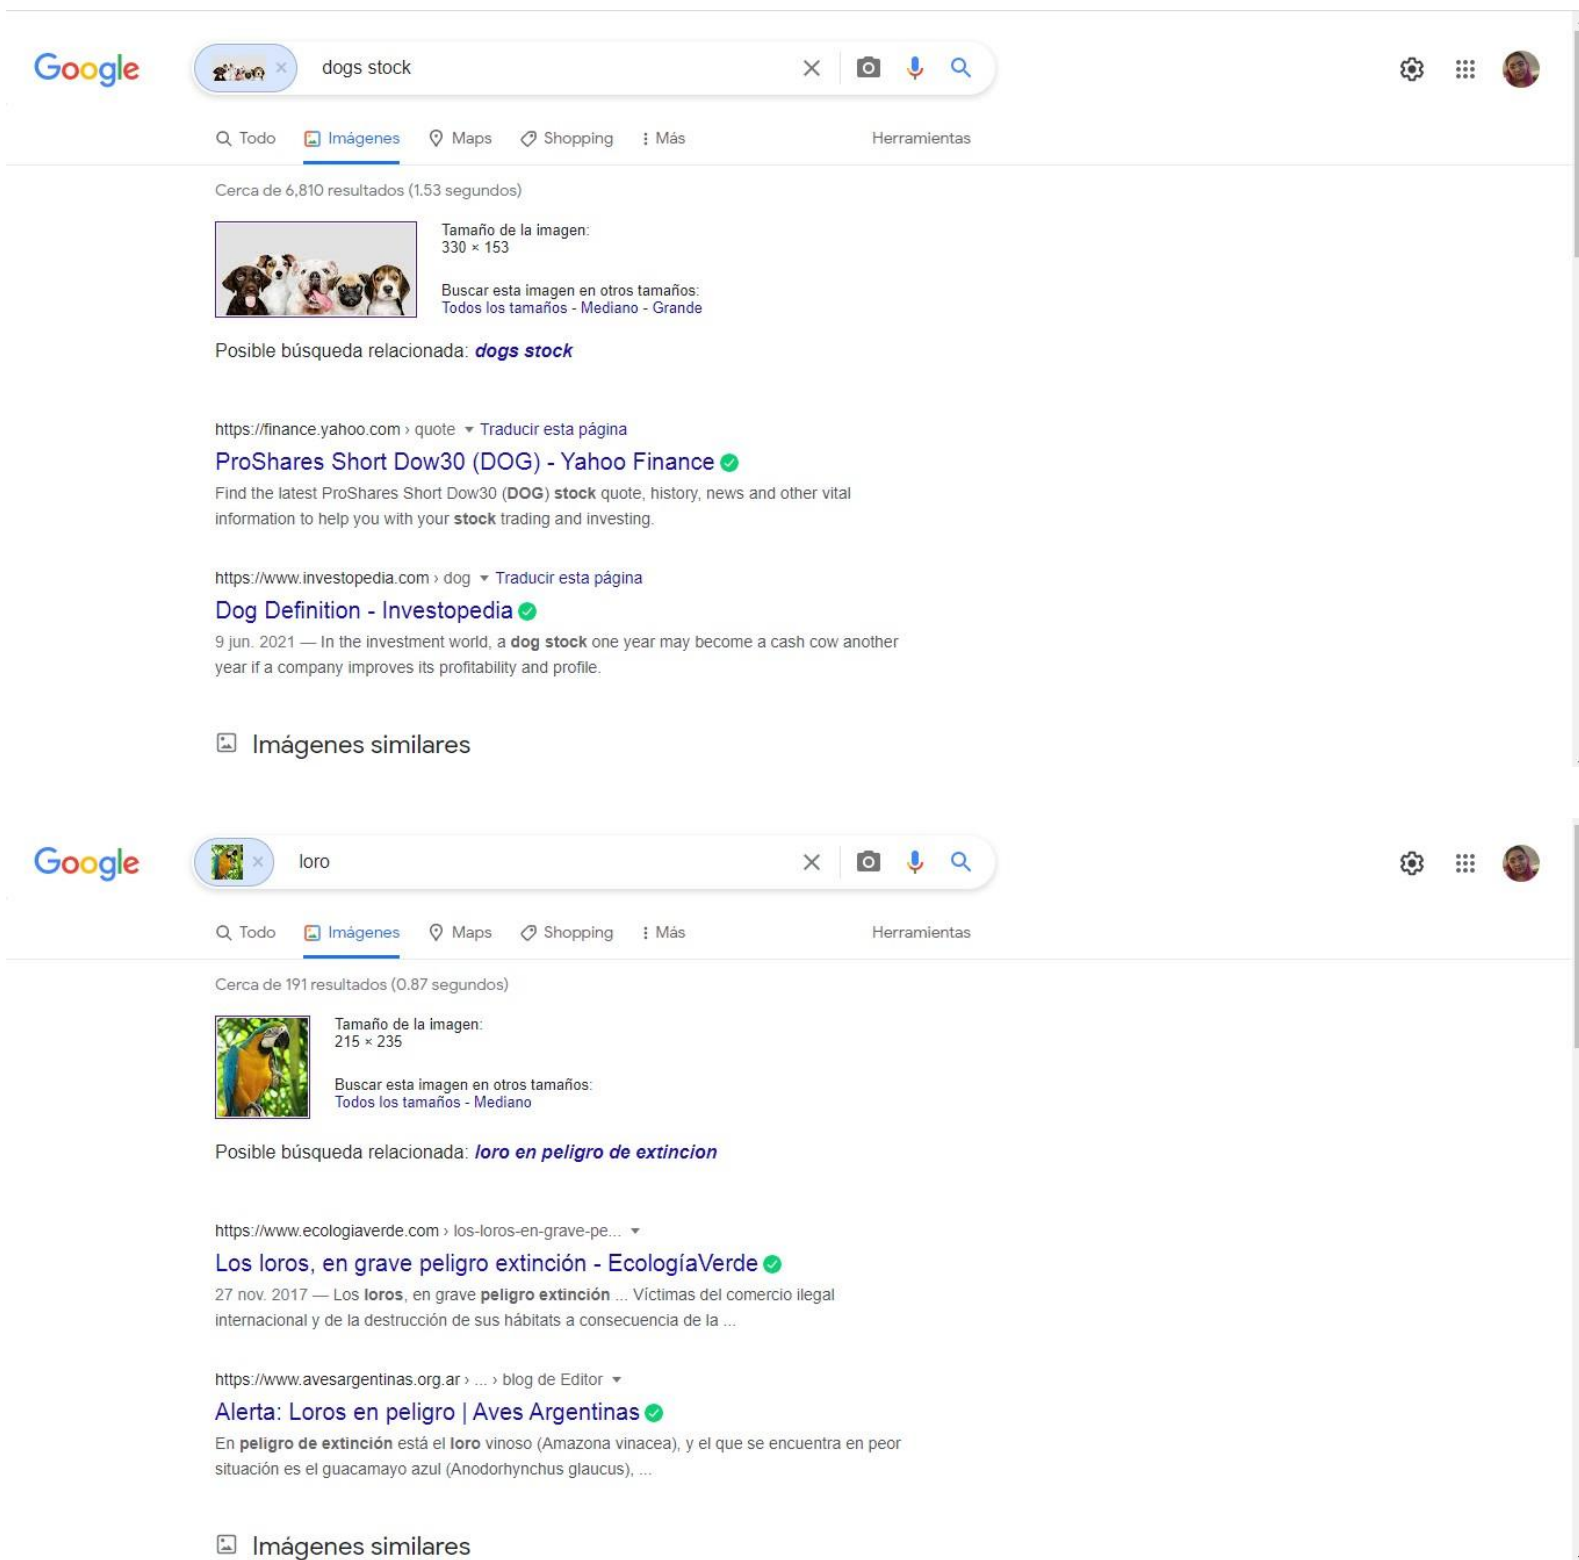 Google
dogs stock
Todo Imágenes Maps Shopping Más Herramientas
Cerca de 6,810 resultados (1.53 segundos)
Tamaño de la imagen:
330 × 153
Buscar esta imagen en otros tamaños:
Todos los tamaños - Mediano - Grande
Posible búsqueda relacionada: dogs stock
https://finance.yahoo.com › quote Traducir esta página
ProShares Short Dow30 (DOG) - Yahoo Finance
Find the latest ProShares Short Dow30 (DOG) stock quote, history, news and other vital
information to help you with your stock trading and investing.
https://www.investopedia.com › dog Traducir esta página
Dog Definition - Investopedia
9 jun. 2021 — In the investment world, a dog stock one year may become a cash cow another
year if a company improves its profitability and profile.
Imágenes similares
Google
loro
Todo Imágenes Maps Shopping Más Herramientas
Cerca de 191 resultados (0.87 segundos)
Tamaño de la imagen:
215 × 235
Buscar esta imagen en otros tamaños:
Todos los tamaños - Mediano
Posible búsqueda relacionada: loro en peligro de extincion
https://www.ecologiaverde.com › los-loros-en-grave-pe...
Los loros, en grave peligro extinción - EcologíaVerde
27 nov. 2017 — Los loros, en grave peligro extinción ... Víctimas del comercio ilegal
internacional y de la destrucción de sus hábitats a consecuencia de la ...
https://www.avesargentinas.org.ar › ... › blog de Editor
Alerta: Loros en peligro | Aves Argentinas
En peligro de extinción está el loro vinoso (Amazona vinacea), y el que se encuentra en peor
situación es el guacamayo azul (Anodorhynchus glaucus), ...
Imágenes similares